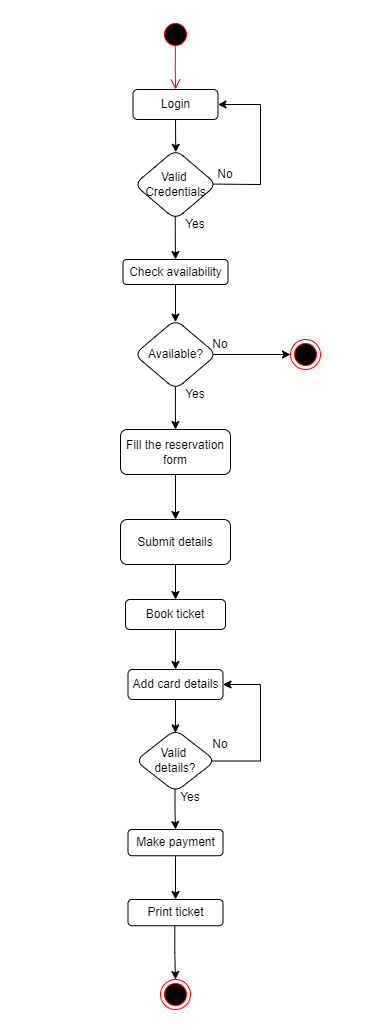 Login
Valid
Credentials
No
Yes
Check availability
Available?
No
Yes
Fill the reservation
form
Submit details
Book ticket
Add card details
Valid
details?
No
Yes
Make payment
Print ticket